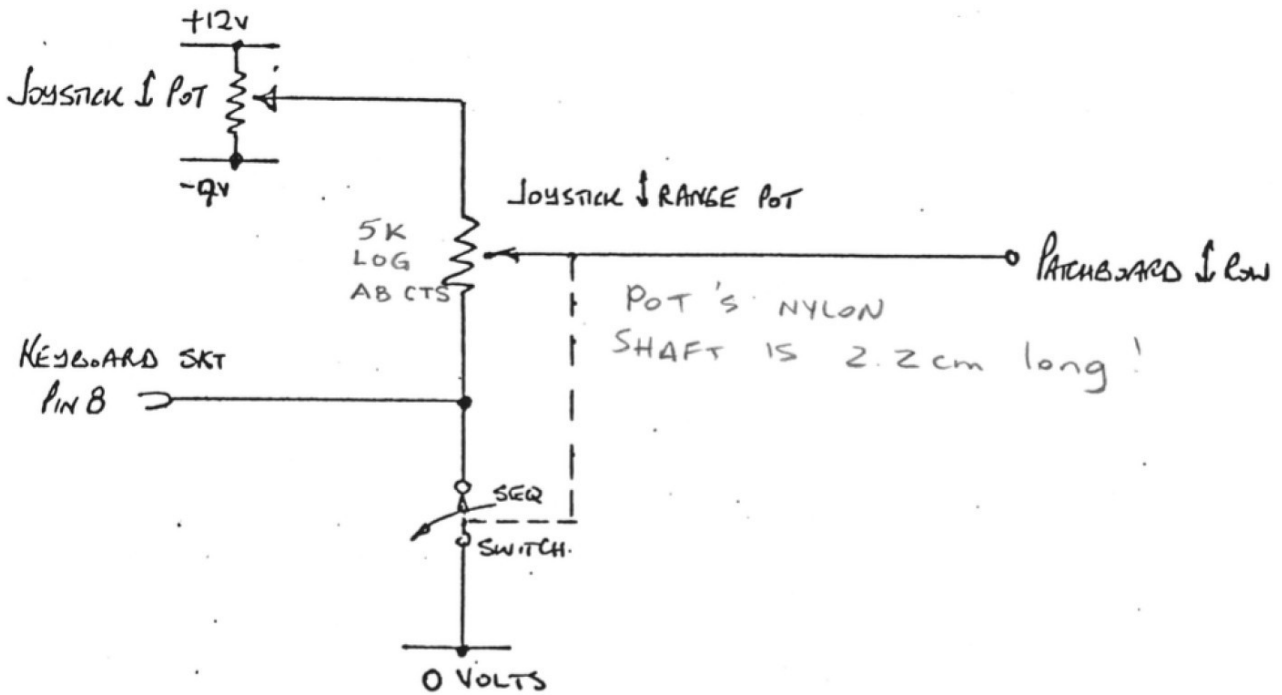 +12v
JOYSTICK ↕ POT
-9v
JOYSTICK ↕ RANGE POT
5K
LOG
AB CTS
PATCHBOARD ↕ ROW
POT'S NYLON
SHAFT IS 2.2cm long!
KEYBOARD SKT
PIN 8
SEQ
SWITCH.
0 VOLTS